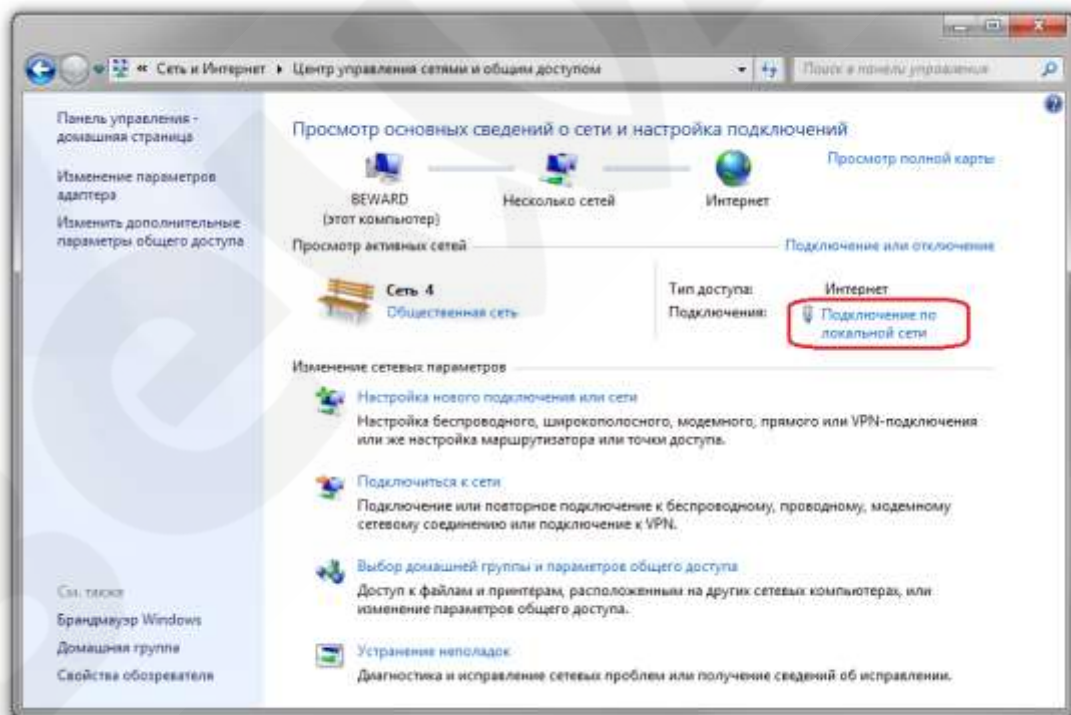 « Сеть и Интернет ▸ Центр управления сетями и общим доступом
Поиск в панели управления
Панель управления -
домашняя страница
Изменение параметров
адаптера
Изменить дополнительные
параметры общего доступа
См. также
Брандмауэр Windows
Домашняя группа
Свойства обозревателя
Просмотр основных сведений о сети и настройка подключений
Просмотр полной карты
BEWARD
(этот компьютер)
Несколько сетей
Интернет
Просмотр активных сетей
Подключение или отключение
Сеть 4
Общественная сеть
Тип доступа: Интернет
Подключения: Подключение по
локальной сети
Изменение сетевых параметров
Настройка нового подключения или сети
Настройка беспроводного, широкополосного, модемного, прямого или VPN-подключения
или же настройка маршрутизатора или точки доступа.
Подключиться к сети
Подключение или повторное подключение к беспроводному, проводному, модемному
сетевому соединению или подключение к VPN.
Выбор домашней группы и параметров общего доступа
Доступ к файлам и принтерам, расположенным на других сетевых компьютерах, или
изменение параметров общего доступа.
Устранение неполадок
Диагностика и исправление сетевых проблем или получение сведений об исправлении.